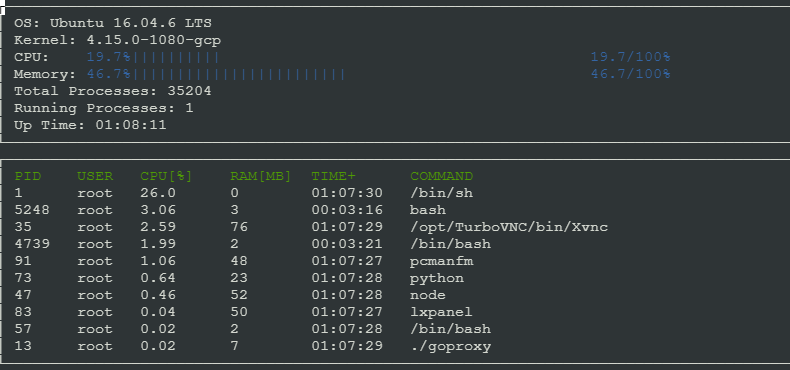 OS: Ubuntu 16.04.6 LTS
Kernel: 4.15.0-1080-gcp
CPU: 19.7%|||||||||| 19.7/100%
Memory: 46.7%|||||||||||||||||||||||| 46.7/100%
Total Processes: 35204
Running Processes: 1
Up Time: 01:08:11
PID USER CPU[%] RAM[MB] TIME+ COMMAND
1 root 26.0 0 01:07:30 /bin/sh
5248 root 3.06 3 00:03:16 bash
35 root 2.59 76 01:07:29 /opt/TurboVNC/bin/Xvnc
4739 root 1.99 2 00:03:21 /bin/bash
91 root 1.06 48 01:07:27 pcmanfm
73 root 0.64 23 01:07:28 python
47 root 0.46 52 01:07:28 node
83 root 0.04 50 01:07:27 lxpanel
57 root 0.02 2 01:07:28 /bin/bash
13 root 0.02 7 01:07:29 ./goproxy